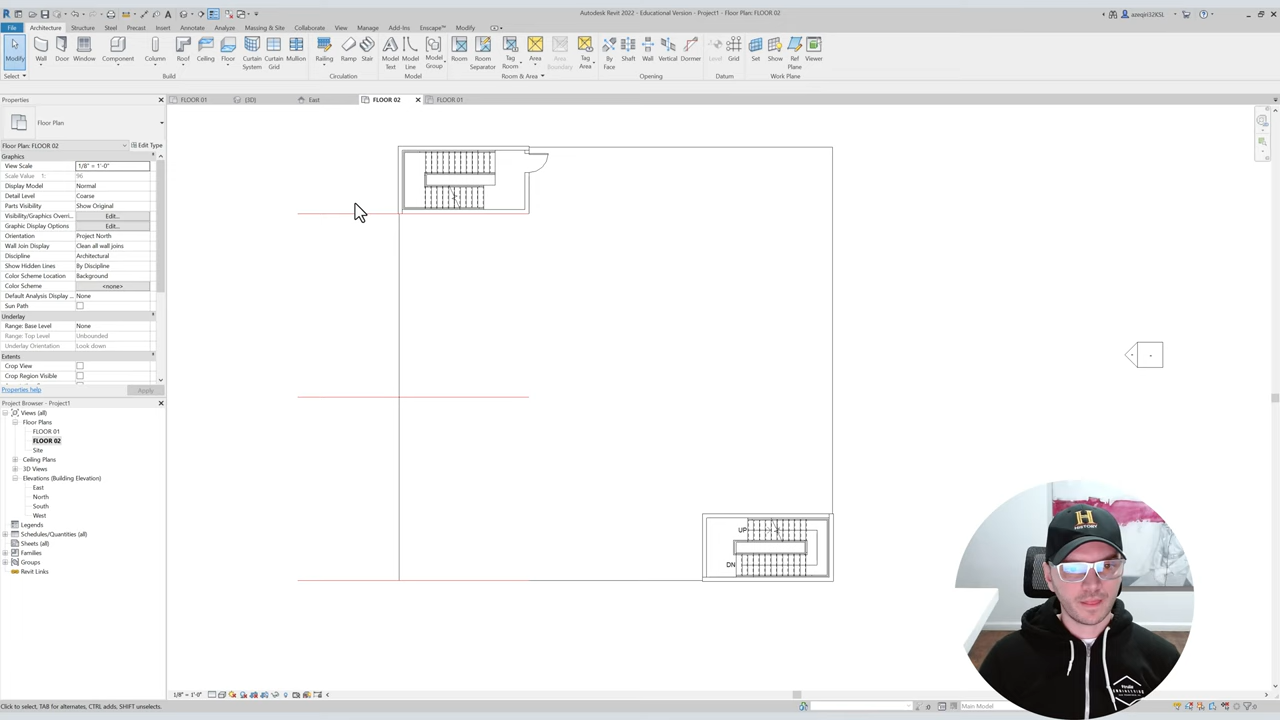 Autodesk Revit 2022 - Educational Version - Project1 - Floor Plan: FLOOR 02
azeqiri32KSL
File Architecture Structure Steel Precast Insert Annotate Analyze Massing & Site Collaborate View Manage Add-Ins Enscape™ Modify
Modify Wall Door Window Component Column Roof Ceiling Floor Curtain System Curtain Grid Mullion Railing Ramp Stair Model Text Model Line Model Group Room Room Separator Tag Room Area Area Boundary Tag Area By Face Shaft Wall Vertical Dormer Level Grid Set Show Ref Plane Viewer
Select Build Circulation Model Room & Area Opening Datum Work Plane
Properties
FLOOR 01 {3D} East FLOOR 02 FLOOR 01
Floor Plan
Floor Plan: FLOOR 02 Edit Type
Graphics
View Scale 1/8" = 1'-0"
Scale Value 1: 96
Display Model Normal
Detail Level Coarse
Parts Visibility Show Original
Visibility/Graphics Overri... Edit...
Graphic Display Options Edit...
Orientation Project North
Wall Join Display Clean all wall joins
Discipline Architectural
Show Hidden Lines By Discipline
Color Scheme Location Background
Color Scheme <none>
Default Analysis Display ... None
Sun Path
Underlay
Range: Base Level None
Range: Top Level Unbounded
Underlay Orientation Look down
Extents
Crop View
Crop Region Visible
Properties help Apply
Project Browser - Project1
Views (all)
Floor Plans
FLOOR 01
FLOOR 02
Site
Ceiling Plans
3D Views
Elevations (Building Elevation)
East
North
South
West
Legends
Schedules/Quantities (all)
Sheets (all)
Families
Groups
Revit Links
UP
DN
HISTORY
ENGINEERING
1/8" = 1'-0"
Click to select, TAB for alternates, CTRL adds, SHIFT unselects.
:0
Main Model